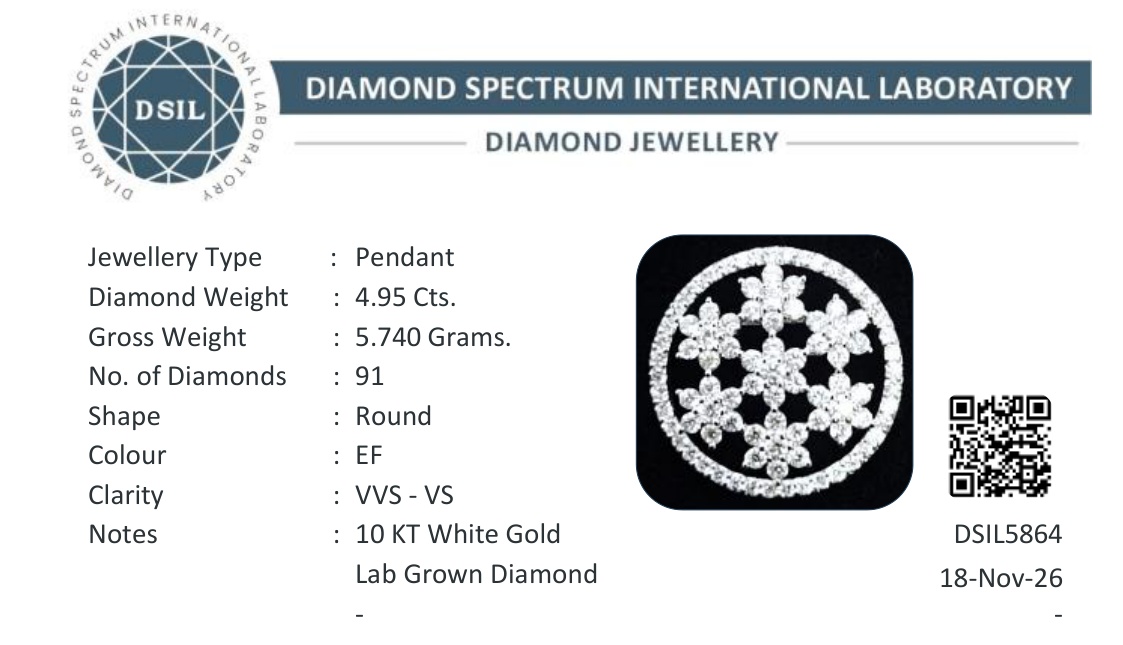 DIAMOND SPECTRUM INTERNATIONAL LABORATORY
DSIL
DIAMOND SPECTRUM INTERNATIONAL LABORATORY
DIAMOND JEWELLERY
Jewellery Type : Pendant
Diamond Weight : 4.95 Cts.
Gross Weight : 5.740 Grams.
No. of Diamonds : 91
Shape : Round
Colour : EF
Clarity : VVS - VS
Notes : 10 KT White Gold
Lab Grown Diamond
-
DSIL5864
18-Nov-26
-